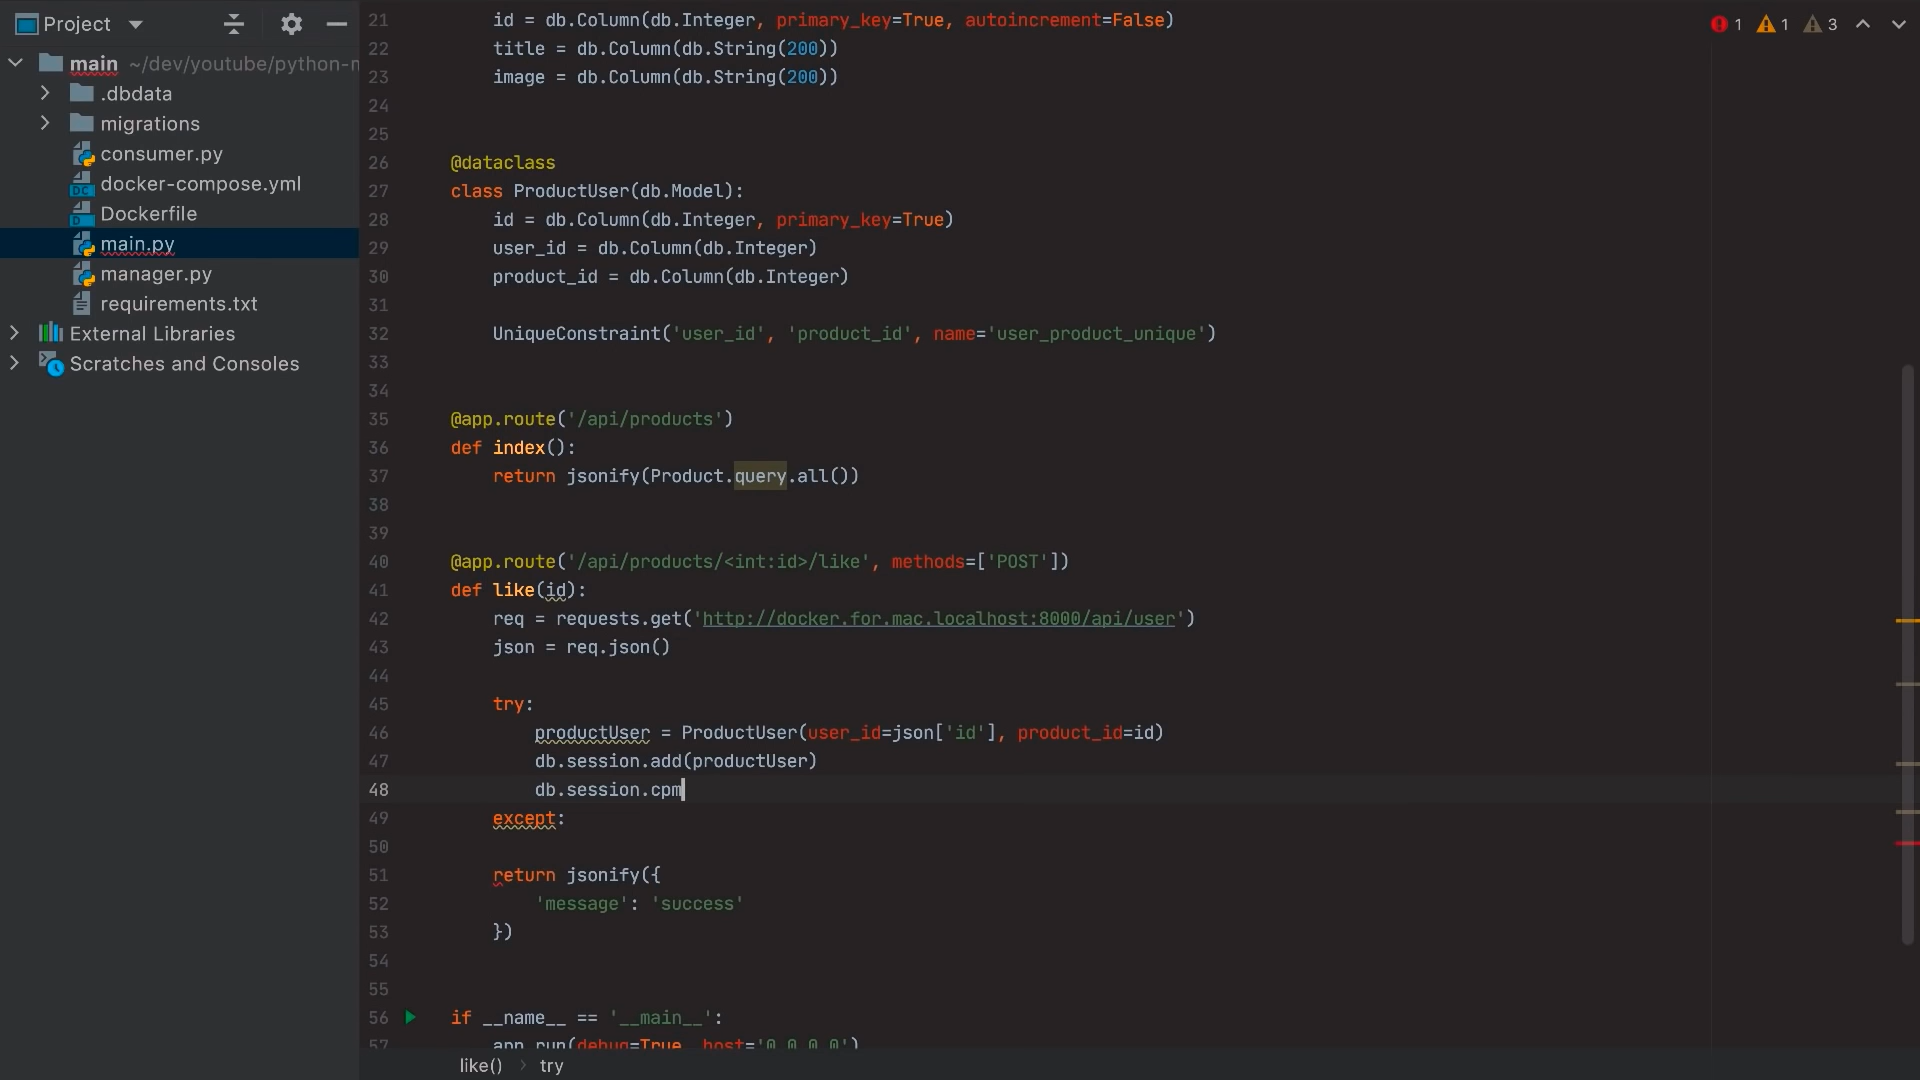 Project
main ~/dev/youtube/python-m
.dbdata
migrations
consumer.py
docker-compose.yml
Dockerfile
main.py
manager.py
requirements.txt
External Libraries
Scratches and Consoles
1 1 3
21 id = db.Column(db.Integer, primary_key=True, autoincrement=False)
22 title = db.Column(db.String(200))
23 image = db.Column(db.String(200))
24
25
26 @dataclass
27 class ProductUser(db.Model):
28 id = db.Column(db.Integer, primary_key=True)
29 user_id = db.Column(db.Integer)
30 product_id = db.Column(db.Integer)
31
32 UniqueConstraint('user_id', 'product_id', name='user_product_unique')
33
34
35 @app.route('/api/products')
36 def index():
37 return jsonify(Product.query.all())
38
39
40 @app.route('/api/products/<int:id>/like', methods=['POST'])
41 def like(id):
42 req = requests.get('http://docker.for.mac.localhost:8000/api/user')
43 json = req.json()
44
45 try:
46 productUser = ProductUser(user_id=json['id'], product_id=id)
47 db.session.add(productUser)
48 db.session.cpm
49 except:
50
51 return jsonify({
52 'message': 'success'
53 })
54
55
56 if __name__ == '__main__':
57 app.run(debug=True, host='0.0.0.0')
like() › try